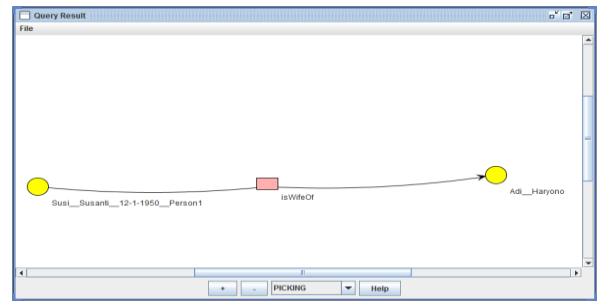 Query Result
File
Susi__Susanti__12-1-1950__Person1
isWifeOf
Adi__Haryono
+ - PICKING Help